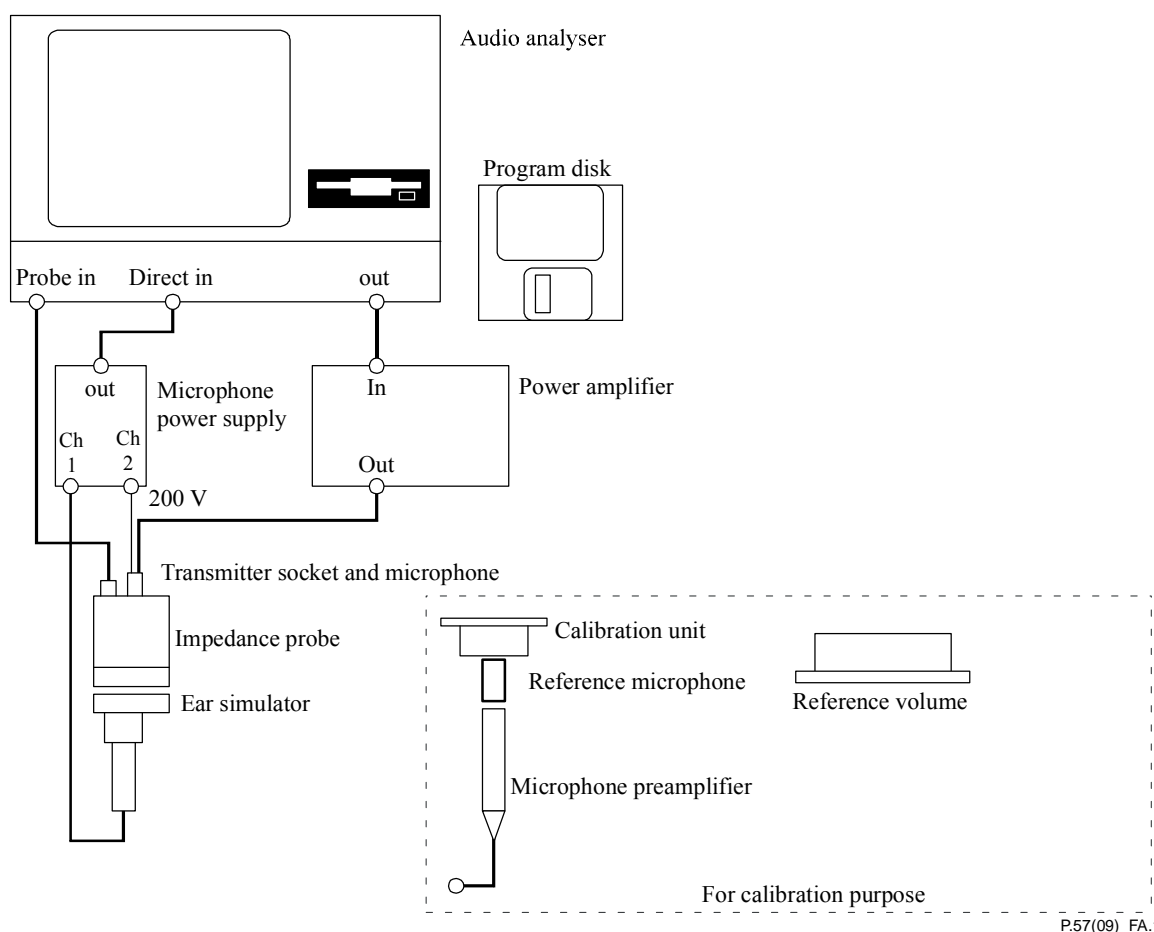 Audio analyser
Program disk
Probe in
Direct in
out
out
Microphone
power supply
In
Power amplifier
Ch
1
Ch
2
Out
200 V
Transmitter socket and microphone
Impedance probe
Calibration unit
Ear simulator
Reference microphone
Reference volume
Microphone preamplifier
For calibration purpose
P.57(09)_FA.